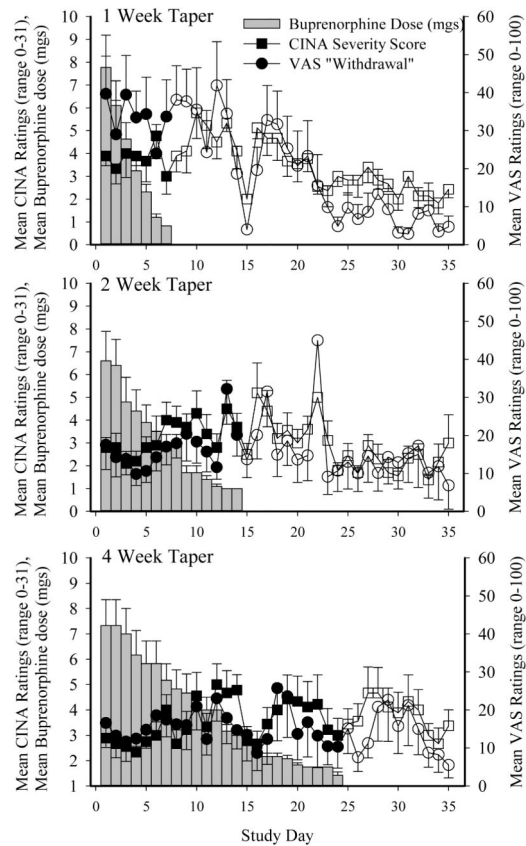 1 Week Taper
Buprenorphine Dose (mgs)
CINA Severity Score
VAS "Withdrawal"
Mean CINA Ratings (range 0-31),
Mean Buprenorphine dose (mgs)
10
9
8
7
6
5
4
3
2
1
0
60
50
40
30
20
10
0
Mean VAS Ratings (range 0-100)
0 5 10 15 20 25 30 35
2 Week Taper
Mean CINA Ratings (range 0-31),
Mean Buprenorphine dose (mgs)
10
9
8
7
6
5
4
3
2
1
60
50
40
30
20
10
0
Mean VAS Ratings (range 0-100)
0 5 10 15 20 25 30 35
4 Week Taper
Mean CINA Ratings (range 0-31),
Mean Buprenorphine dose (mgs)
10
9
8
7
6
5
4
3
2
1
60
50
40
30
20
10
0
Mean VAS Ratings (range 0-100)
0 5 10 15 20 25 30 35
Study Day